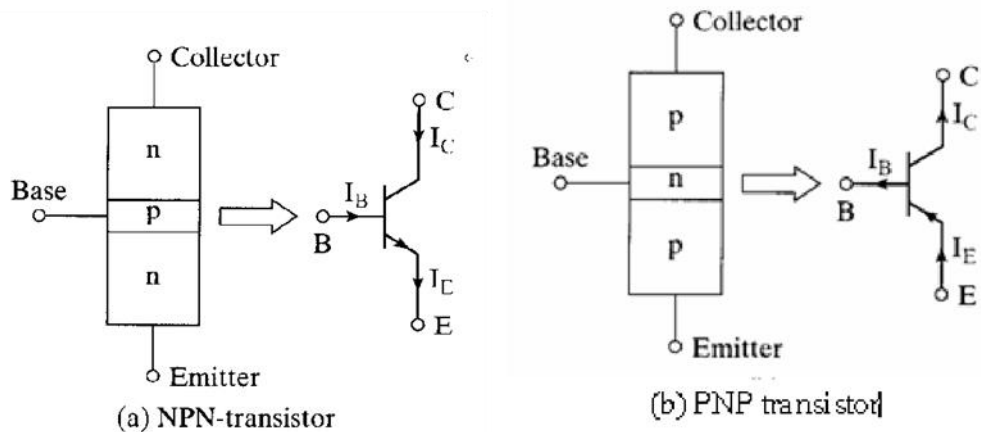 Collector
n
Base
p
n
Emitter
C
I_C
I_B
B
I_E
E
(a) NPN-transistor
Collector
p
Base
n
p
Emitter
C
I_C
I_B
B
I_E
E
(b) PNP transistor